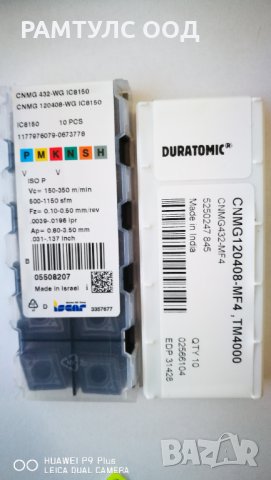 РАМТУЛС ООД
CNMG 432-WG IC8150
CNMG 120408-WG IC8150
IC8150 10 PCS
1177976079-0673778
P M K N S H
V V
ISO P
Vc= 150-350 m/min
500-1150 sfm
Fz= 0.10-0.50 mm/rev
.0039-.0196 ipr
Ap= 0.80-3.50 mm
.031-.137 inch
D
05508207
Made in Israel
D
ISCAR
3357677
DURATOMIC®
CNMG120408-MF4 ,TM4000
CNMG432-MF4
5250247 845
Made in India
QTY 10
02566104
EDP 31428
HUAWEI P9 Plus
LEICA DUAL CAMERA
bazar